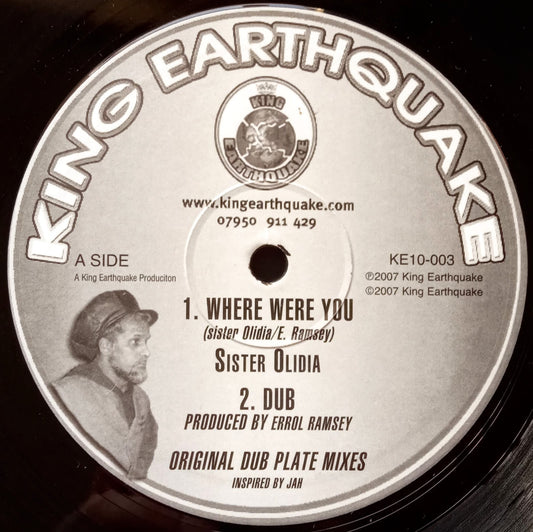 KING EARTHQUAKE
KING
EARTHQUAKE
www.kingearthquake.com
07950 911 429
A SIDE
A King Earthquake Produciton
KE10-003
℗2007 King Earthquake
©2007 King Earthquake
1. WHERE WERE YOU
(sister Olidia/E. Ramsey)
SISTER OLIDIA
2. DUB
PRODUCED BY ERROL RAMSEY
ORIGINAL DUB PLATE MIXES
INSPIRED BY JAH